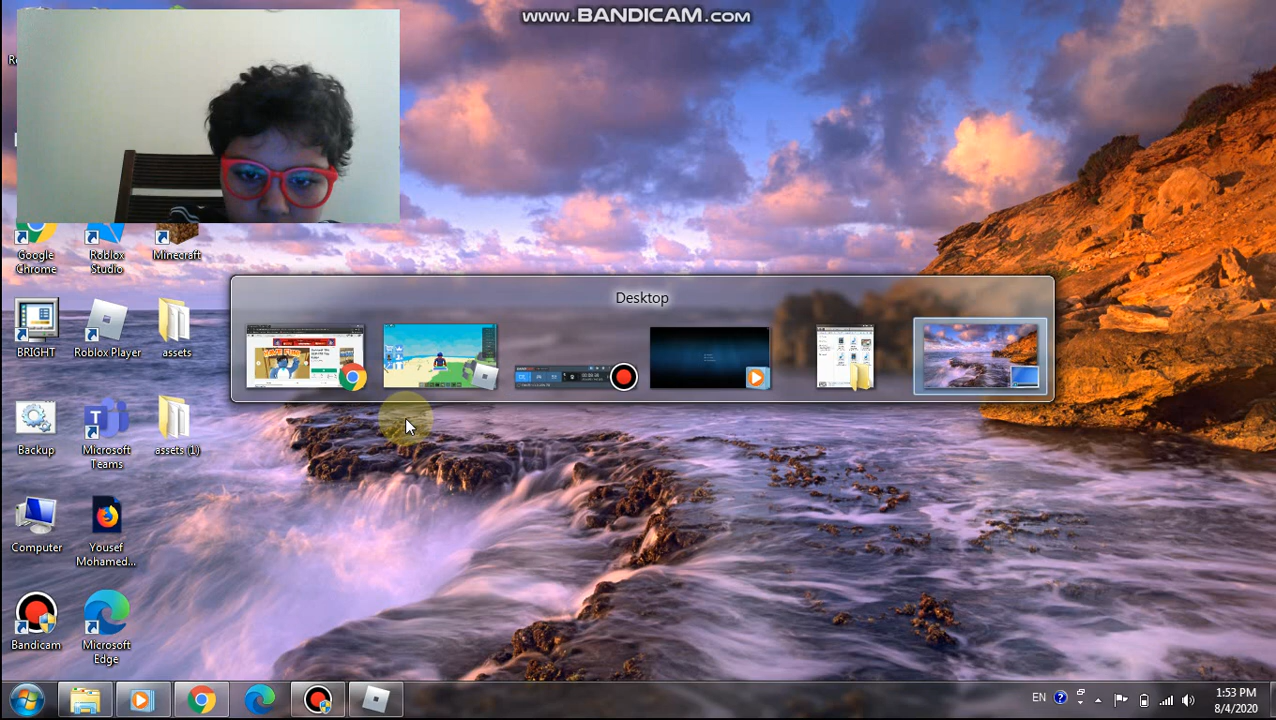 www.BANDICAM.com
Re
Google
Chrome
Roblox
Studio
Minecraft
Desktop
BRIGHT
Roblox Player
assets
Backup
Microsoft
Teams
assets (1)
Computer
Yousef
Mohamed...
Bandicam
Microsoft
Edge
EN
1:53 PM
8/4/2020